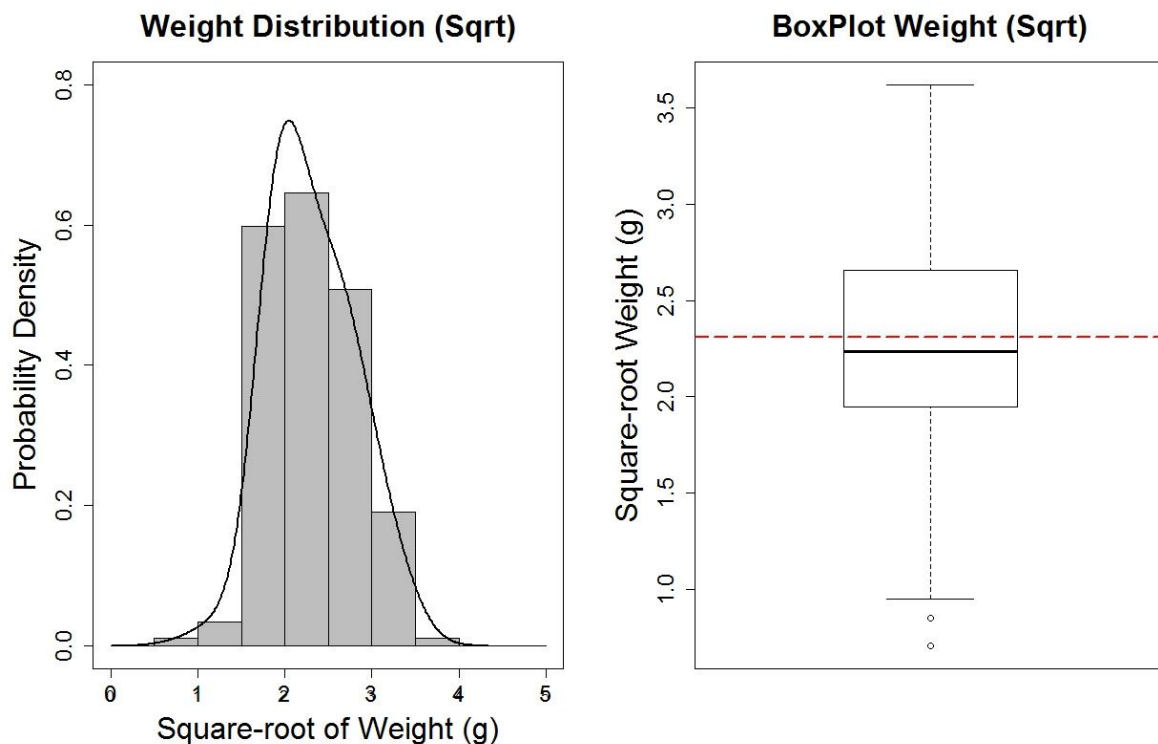 Weight Distribution (Sqrt)
Probability Density
0.8
0.6
0.4
0.2
0.0
0 1 2 3 4 5
Square-root of Weight (g)
BoxPlot Weight (Sqrt)
Square-root Weight (g)
3.5
3.0
2.5
2.0
1.5
1.0